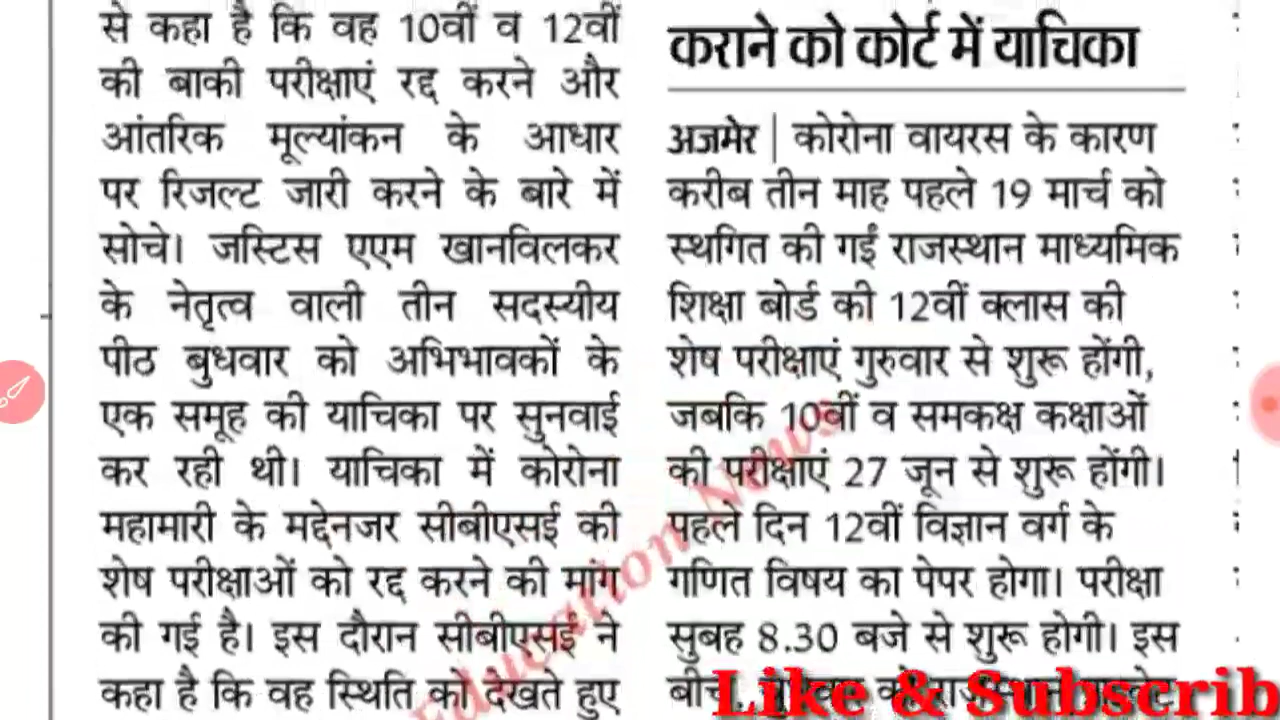 से कहा है कि वह 10वीं व 12वीं
की बाकी परीक्षाएं रद्द करने और
आंतरिक मूल्यांकन के आधार
पर रिजल्ट जारी करने के बारे में
सोचे। जस्टिस एएम खानविलकर
के नेतृत्व वाली तीन सदस्यीय
पीठ बुधवार को अभिभावकों के
एक समूह की याचिका पर सुनवाई
कर रही थी। याचिका में कोरोना
महामारी के मद्देनजर सीबीएसई की
शेष परीक्षाओं को रद्द करने की मांग
की गई है। इस दौरान सीबीएसई ने
कहा है कि वह स्थिति को देखते हुए
कराने को कोर्ट में याचिका
अजमेर | कोरोना वायरस के कारण
करीब तीन माह पहले 19 मार्च को
स्थगित की गईं राजस्थान माध्यमिक
शिक्षा बोर्ड की 12वीं क्लास की
शेष परीक्षाएं गुरुवार से शुरू होंगी,
जबकि 10वीं व समकक्ष कक्षाओं
की परीक्षाएं 27 जून से शुरू होंगी।
पहले दिन 12वीं विज्ञान वर्ग के
गणित विषय का पेपर होगा। परीक्षा
सुबह 8.30 बजे से शुरू होगी। इस
बीच,
Education News
Like & Subscrib